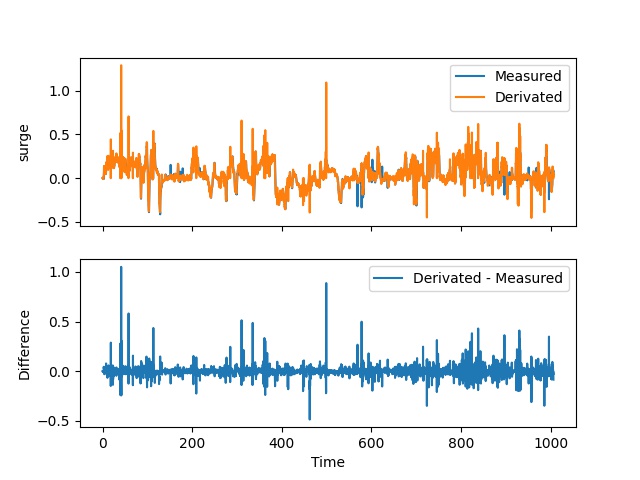 1.0
0.5
0.0
−0.5
surge
Measured
Derivated
1.0
0.5
0.0
−0.5
Difference
Derivated - Measured
0 200 400 600 800 1000
Time